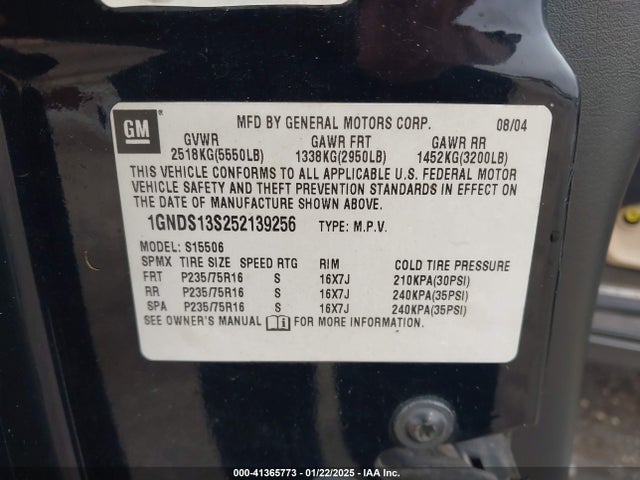 GM
MFD BY GENERAL MOTORS CORP. 08/04
GVWR GAWR FRT GAWR RR
2518KG(5550LB) 1338KG(2950LB) 1452KG(3200LB)
THIS VEHICLE CONFORMS TO ALL APPLICABLE U.S. FEDERAL MOTOR
VEHICLE SAFETY AND THEFT PREVENTION STANDARDS IN EFFECT ON
THE DATE OF MANUFACTURE SHOWN ABOVE.
1GNDS13S252139256 TYPE: M.P.V.
MODEL: S15506
SPMX TIRE SIZE SPEED RTG RIM COLD TIRE PRESSURE
FRT P235/75R16 S 16X7J 210KPA(30PSI)
RR P235/75R16 S 16X7J 240KPA(35PSI)
SPA P235/75R16 S 16X7J 240KPA(35PSI)
SEE OWNER'S MANUAL FOR MORE INFORMATION.
000-41365773 - 01/22/2025 - IAA Inc.